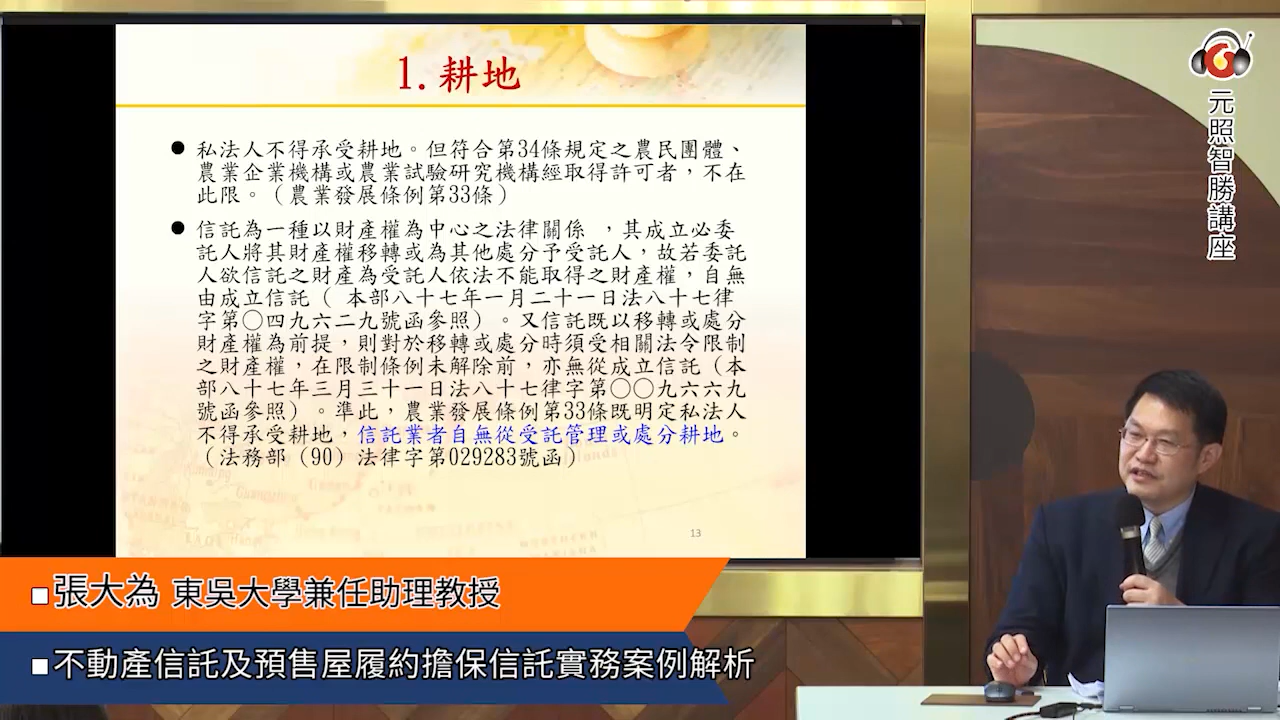 1.耕地
●私法人不得承受耕地。但符合第34條規定之農民團體、
農業企業機構或農業試驗研究機構經取得許可者，不在
此限。（農業發展條例第33條）
●信託為一種以財產權為中心之法律關係 ，其成立必委
託人將其財產權移轉或為其他處分予受託人，故若委託
人欲信託之財產為受託人依法不能取得之財產權，自無
由成立信託（ 本部八十七年一月二十一日法八十七律
字第〇四九六二九號函參照）。又信託既以移轉或處分
財產權為前提，則對於移轉或處分時須受相關法令限制
之財產權，在限制條例未解除前，亦無從成立信託（本
部八十七年三月三十一日法八十七律字第〇〇九六六九
號函參照）。準此，農業發展條例第33條既明定私法人
不得承受耕地，信託業者自無從受託管理或處分耕地。
（法務部（90）法律字第029283號函）
13
元照智勝講座
張大為 東吳大學兼任助理教授
不動產信託及預售屋履約擔保信託實務案例解析